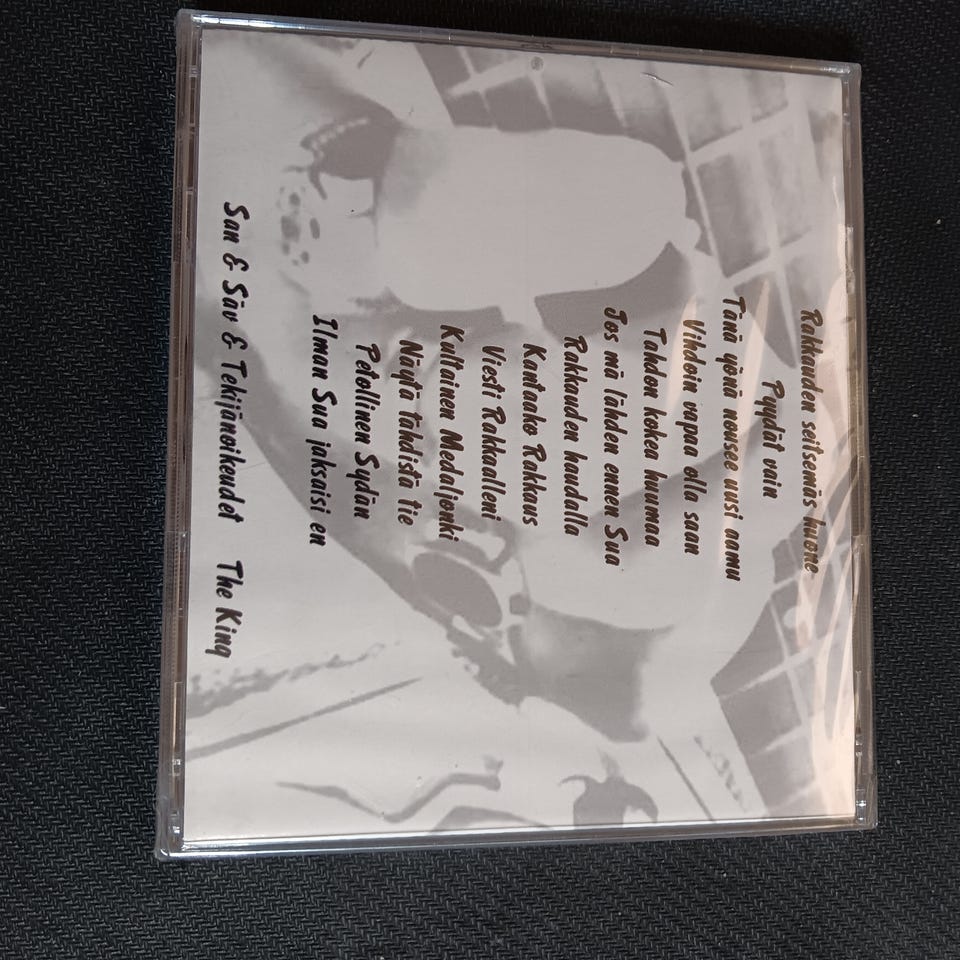 Rakkauden seitsemäs huone
Pyydät vain
Tänä yönä nousee uusi aamu
Vihdoin vapaa olla saan
Tahdon kokea huumaa
Jos mä lähden ennen Sua
Rakkauden haudalla
Kantaako Rakkaus
Viesti Rakkaalleni
Kultainen Medaljonki
Näytä tähdistä tie
Petollinen Sydän
Ilman Sua jaksaisi en
San & Säv & Tekijänoikeudet The King